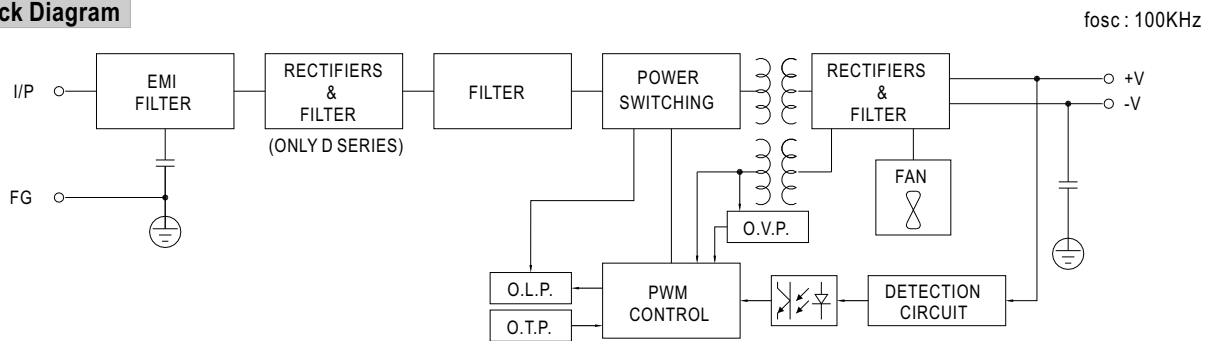 ck Diagram
fosc : 100KHz
I/P
EMI
FILTER
RECTIFIERS
&
FILTER
(ONLY D SERIES)
FILTER
POWER
SWITCHING
RECTIFIERS
&
FILTER
+V
-V
FG
FAN
O.V.P.
O.L.P.
O.T.P.
PWM
CONTROL
DETECTION
CIRCUIT